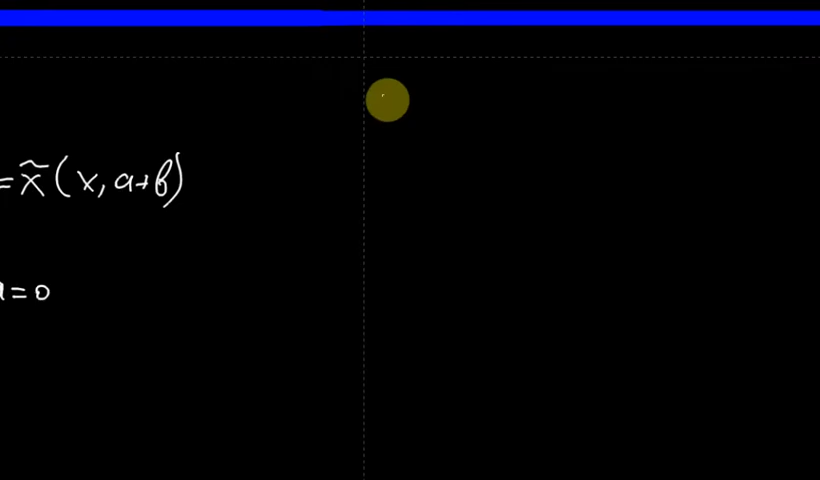 = x̃(x, a+b)
a=0